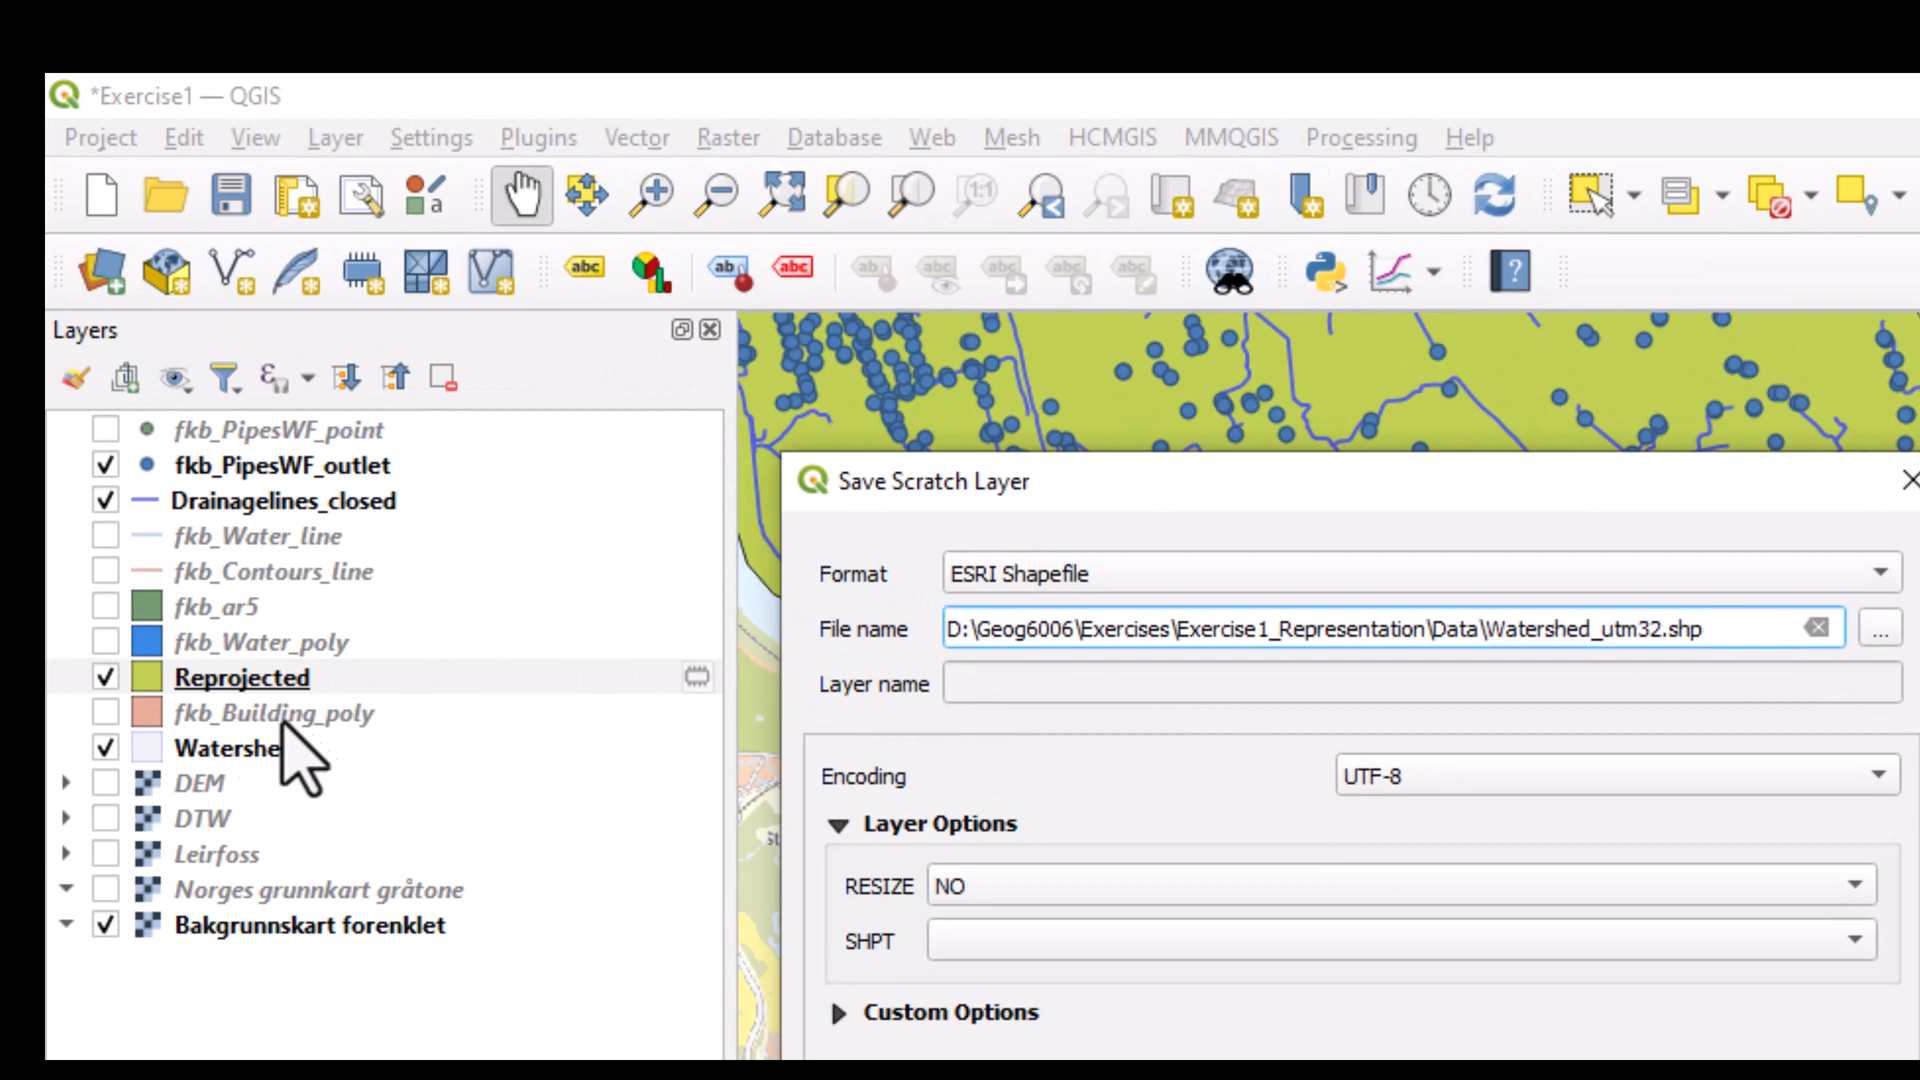 *Exercise1 — QGIS
Project Edit View Layer Settings Plugins Vector Raster Database Web Mesh HCMGIS MMQGIS Processing Help
Layers
fkb_PipesWF_point
fkb_PipesWF_outlet
Drainagelines_closed
fkb_Water_line
fkb_Contours_line
fkb_ar5
fkb_Water_poly
Reprojected
fkb_Building_poly
Watershe
DEM
DTW
Leirfoss
Norges grunnkart gråtone
Bakgrunnskart forenklet
Save Scratch Layer
Format ESRI Shapefile
File name D:\Geog6006\Exercises\Exercise1_Representation\Data\Watershed_utm32.shp ...
Layer name
Encoding UTF-8
Layer Options
RESIZE NO
SHPT
Custom Options